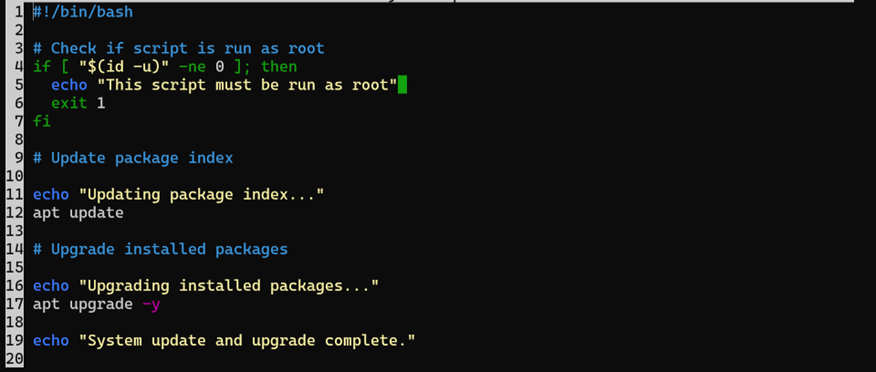 1 #!/bin/bash
2
3 # Check if script is run as root
4 if [ "$(id -u)" -ne 0 ]; then
5   echo "This script must be run as root"
6   exit 1
7 fi
8
9 # Update package index
10
11 echo "Updating package index..."
12 apt update
13
14 # Upgrade installed packages
15
16 echo "Upgrading installed packages..."
17 apt upgrade -y
18
19 echo "System update and upgrade complete."
20